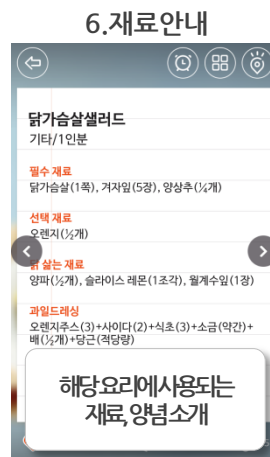 6.재료안내
닭가슴살샐러드
기타/1인분
필수 재료
닭가슴살(1쪽), 겨자잎(5장), 양상추(¼개)
선택 재료
오렌지(½개)
닭 삶는 재료
양파(½개), 슬라이스 레몬(1조각), 월계수잎(1장)
과일드레싱
오렌지주스(3)+사이다(2)+식초(3)+소금(약간)+
배(½개)+당근(적당량)
해당요리에사용되는
재료,양념소개